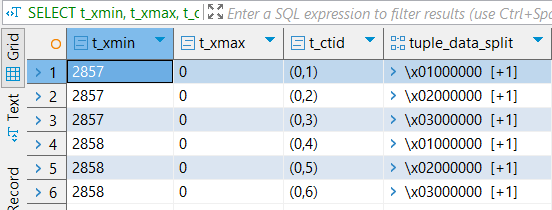 SELECT t_xmin, t_xmax, t_c Enter a SQL expression to filter results (use Ctrl+Spa
Grid t_xmin t_xmax t_ctid tuple_data_split
1 2857 0 (0,1) > \x01000000 [+1]
2 2857 0 (0,2) > \x02000000 [+1]
Text 3 2857 0 (0,3) > \x03000000 [+1]
4 2858 0 (0,4) > \x01000000 [+1]
5 2858 0 (0,5) > \x02000000 [+1]
Record 6 2858 0 (0,6) > \x03000000 [+1]